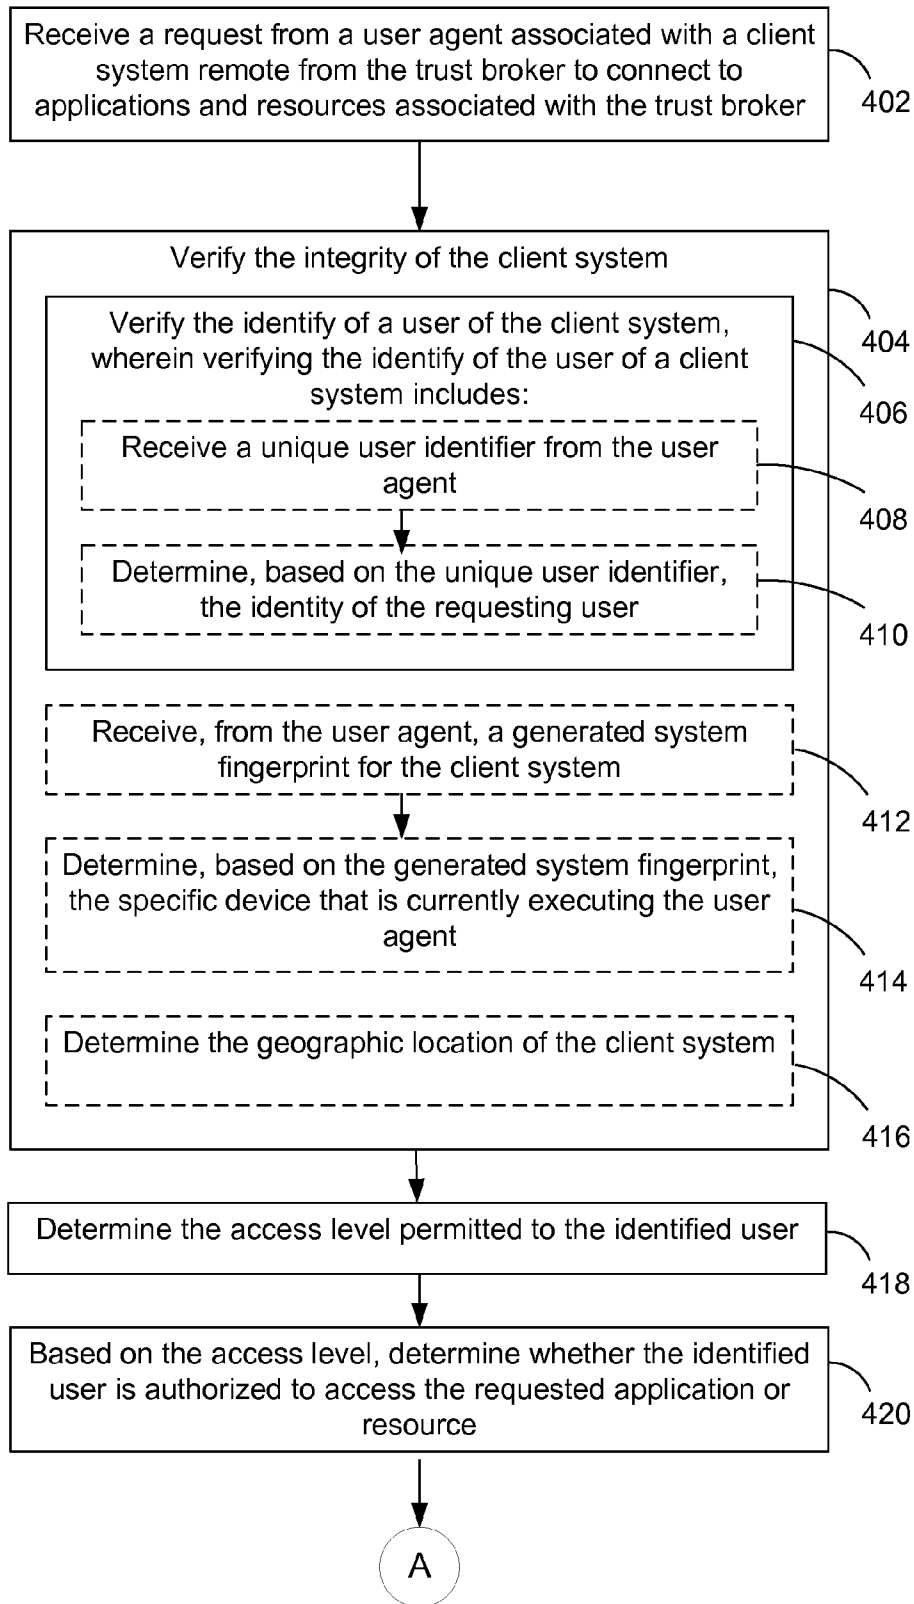 Receive a request from a user agent associated with a client
system remote from the trust broker to connect to
applications and resources associated with the trust broker
402
Verify the integrity of the client system
404
Verify the identify of a user of the client system,
wherein verifying the identify of the user of a client
system includes:
406
Receive a unique user identifier from the user
agent
408
Determine, based on the unique user identifier,
the identity of the requesting user
410
Receive, from the user agent, a generated system
fingerprint for the client system
412
Determine, based on the generated system fingerprint,
the specific device that is currently executing the user
agent
414
Determine the geographic location of the client system
416
Determine the access level permitted to the identified user
418
Based on the access level, determine whether the identified
user is authorized to access the requested application or
resource
420
A